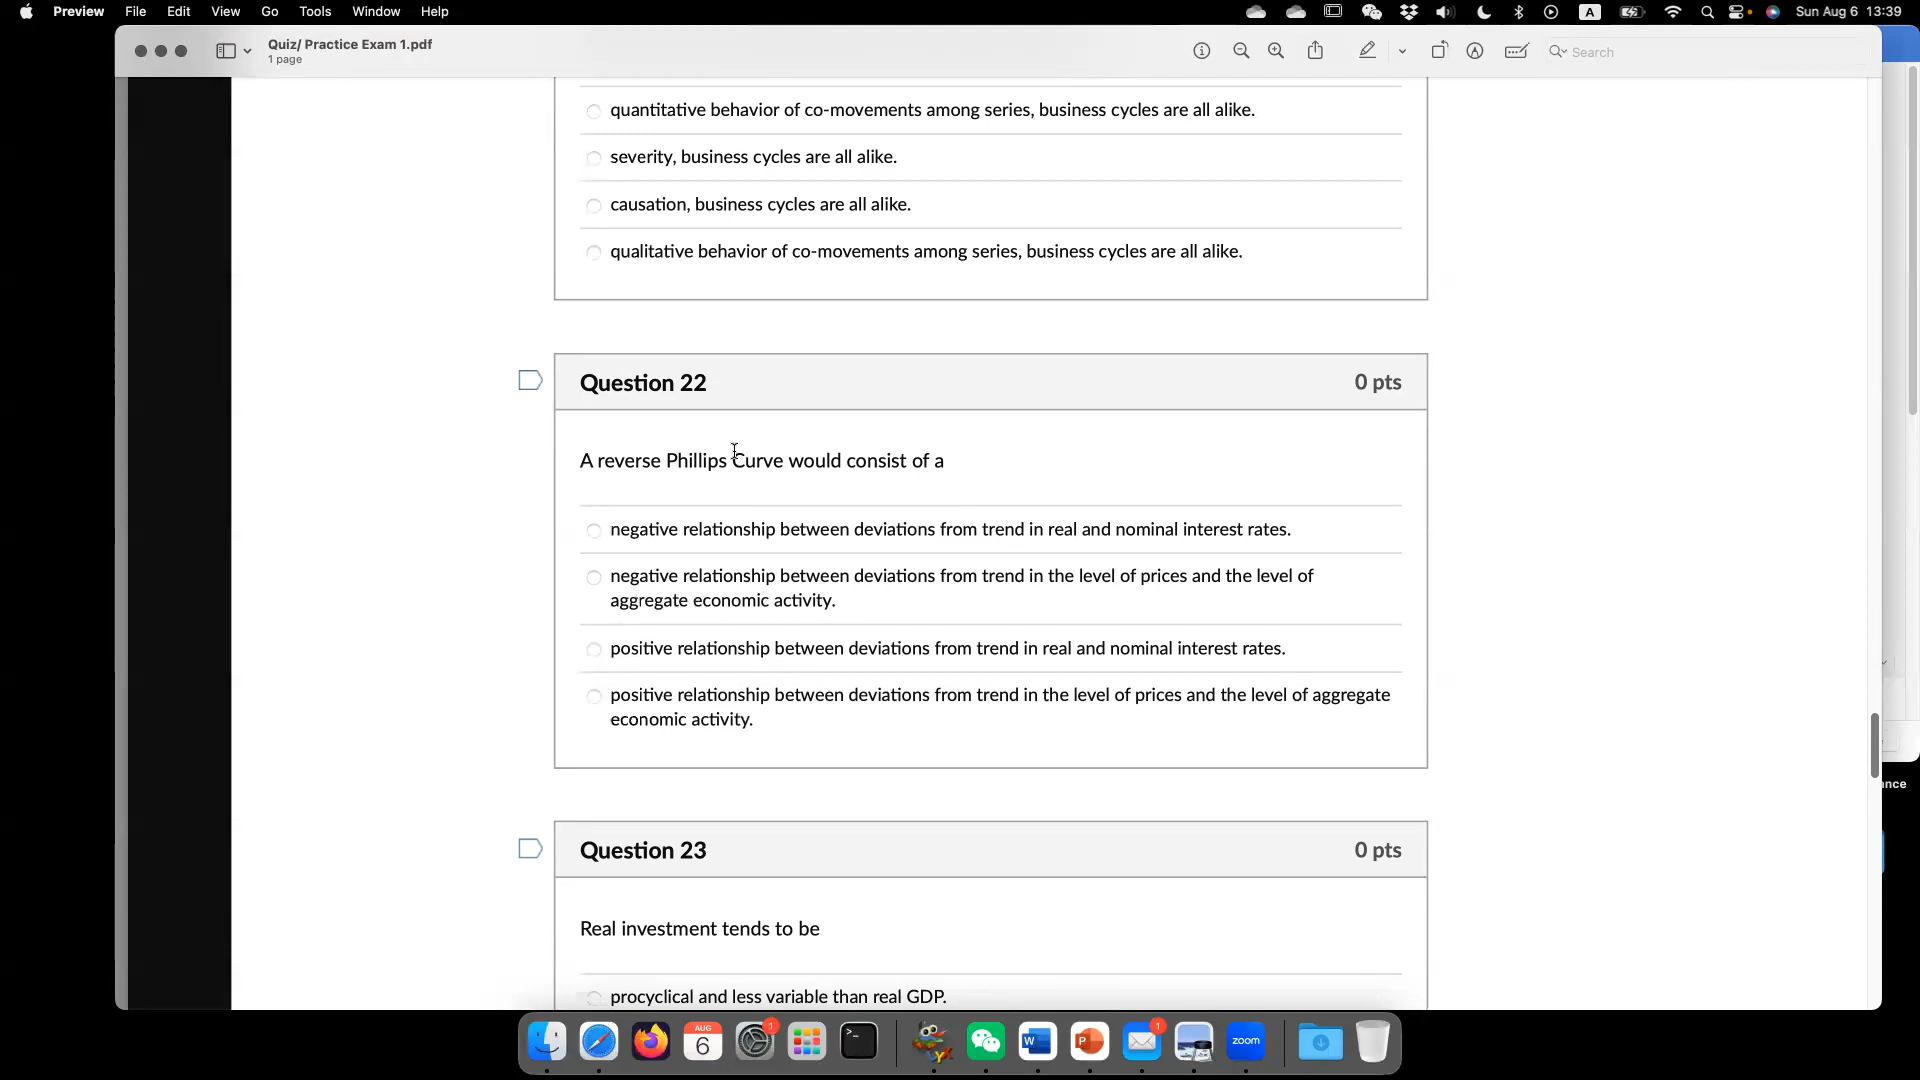 Preview File Edit View Go Tools Window Help
A
Sun Aug 6 13:39
Quiz/ Practice Exam 1.pdf
1 page
Search
quantitative behavior of co-movements among series, business cycles are all alike.
severity, business cycles are all alike.
causation, business cycles are all alike.
qualitative behavior of co-movements among series, business cycles are all alike.
Question 22 0 pts
A reverse Phillips Curve would consist of a
negative relationship between deviations from trend in real and nominal interest rates.
negative relationship between deviations from trend in the level of prices and the level of
aggregate economic activity.
positive relationship between deviations from trend in real and nominal interest rates.
positive relationship between deviations from trend in the level of prices and the level of aggregate
economic activity.
ance
Question 23 0 pts
Real investment tends to be
procyclical and less variable than real GDP.
AUG
6
1
1
W
P
zoom